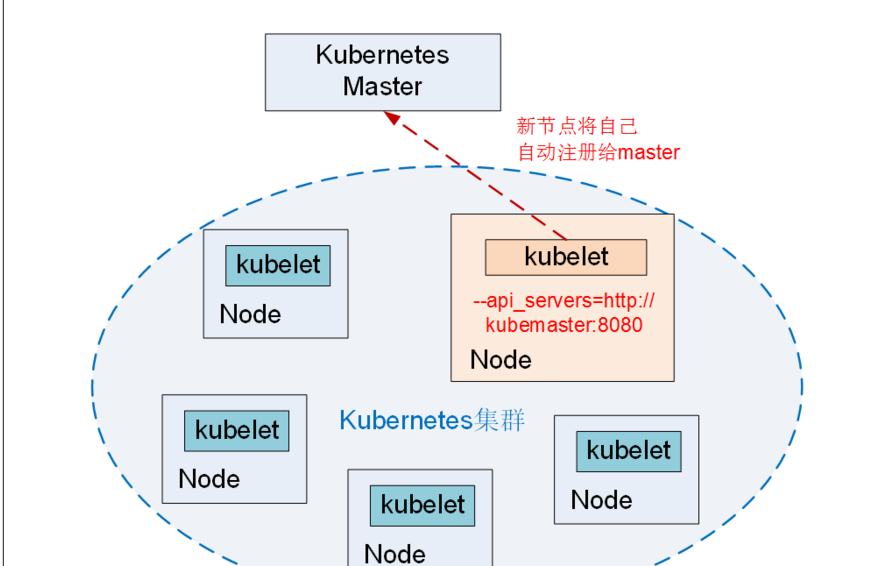 Kubernetes
Master
新节点将自己
自动注册给master
kubelet
Node
kubelet
--api_servers=http://
kubemaster:8080
Node
Kubernetes集群
kubelet
Node
kubelet
Node
kubelet
Node